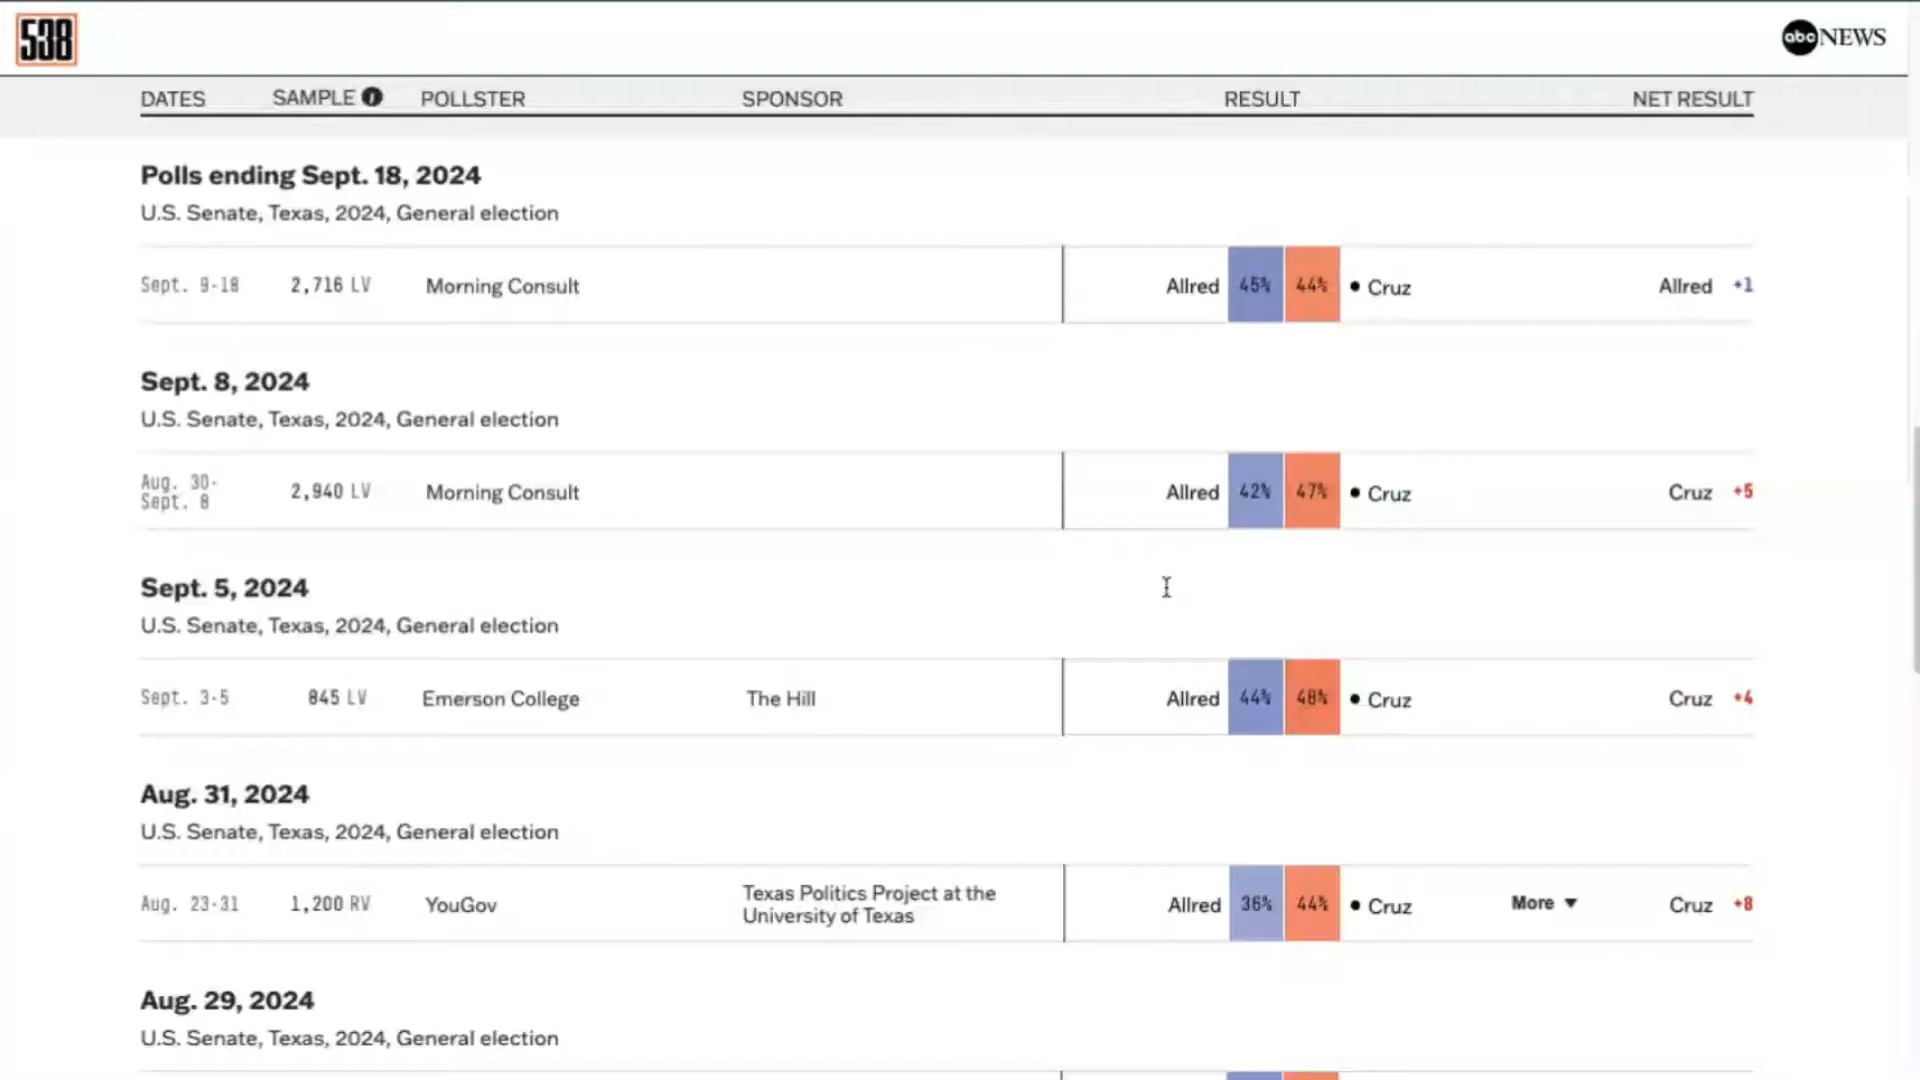 538
abc NEWS
DATES SAMPLE i POLLSTER SPONSOR RESULT NET RESULT
Polls ending Sept. 18, 2024
U.S. Senate, Texas, 2024, General election
Sept. 9-18 2,716 LV Morning Consult Allred 45% 44% • Cruz Allred +1
Sept. 8, 2024
U.S. Senate, Texas, 2024, General election
Aug. 30-
Sept. 8 2,940 LV Morning Consult Allred 42% 47% • Cruz Cruz +5
Sept. 5, 2024
U.S. Senate, Texas, 2024, General election
Sept. 3-5 845 LV Emerson College The Hill Allred 44% 48% • Cruz Cruz +4
Aug. 31, 2024
U.S. Senate, Texas, 2024, General election
Aug. 23-31 1,200 RV YouGov Texas Politics Project at the
University of Texas Allred 36% 44% • Cruz More ▼ Cruz +8
Aug. 29, 2024
U.S. Senate, Texas, 2024, General election